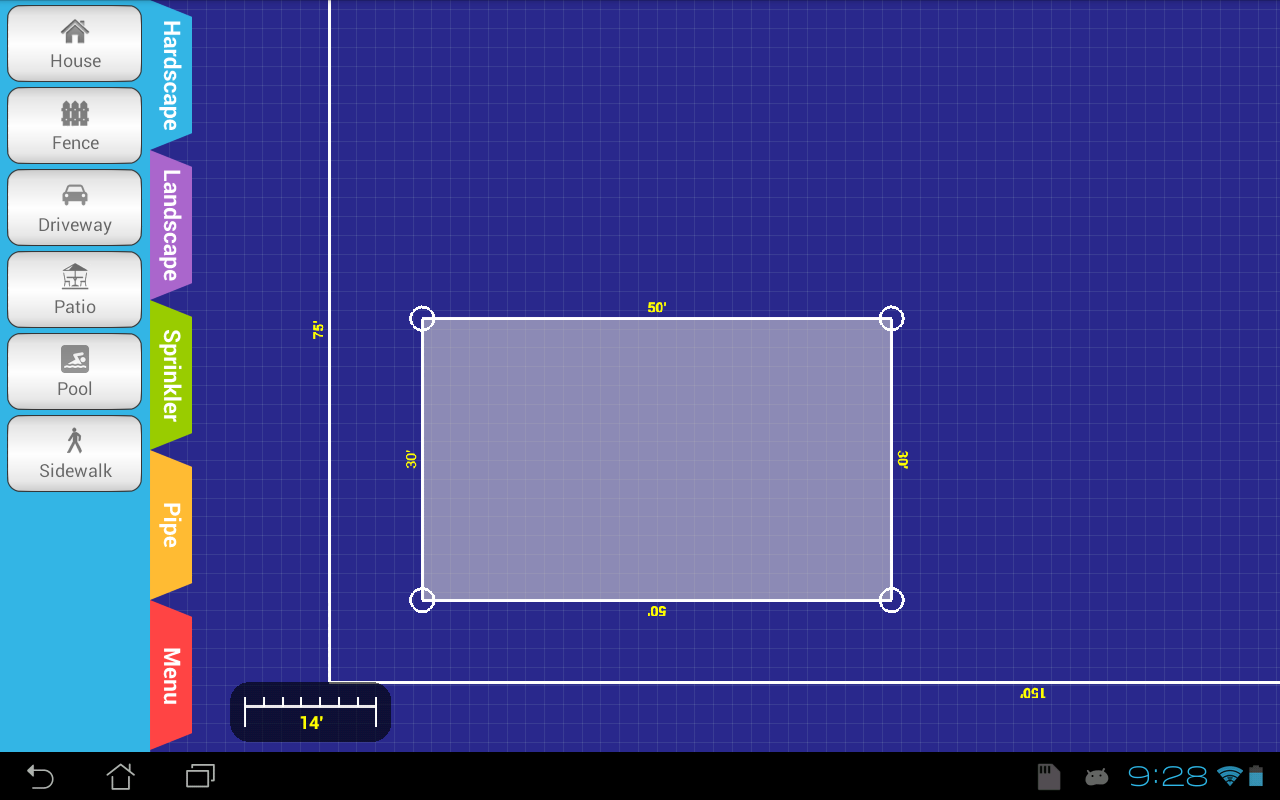 House
Fence
Driveway
Patio
Pool
Sidewalk
Hardscape
Landscape
Sprinkler
Pipe
Menu
75'
50'
30'
30'
50'
150'
14'
9:28